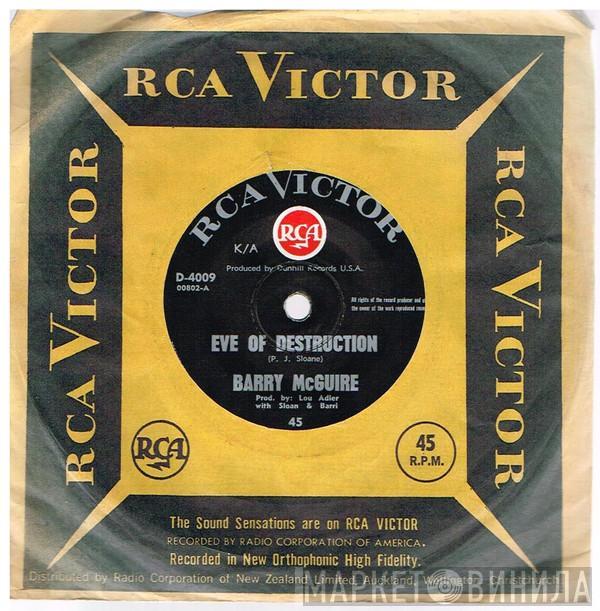 RCA VICTOR
RCA VICTOR
RCA VICTOR
RCA VICTOR
RCA
K/A
Produced by Dunhill Records U.S.A.
D-4009
00802-A
All rights of the record producer and
the owner of the work reproduced
EVE OF DESTRUCTION
(P. J. Sloane)
BARRY McGUIRE
Prod. by: Lou Adler
with Sloan & Barri
45
RCA
45
R.P.M.
The Sound Sensations are on RCA VICTOR
RECORDED BY RADIO CORPORATION OF AMERICA.
Recorded in New Orthophonic High Fidelity.
Distributed by Radio Corporation of New Zealand Limited, Auckland, Wellington, Christchurch.
МАРКЕТ ВИНИЛА